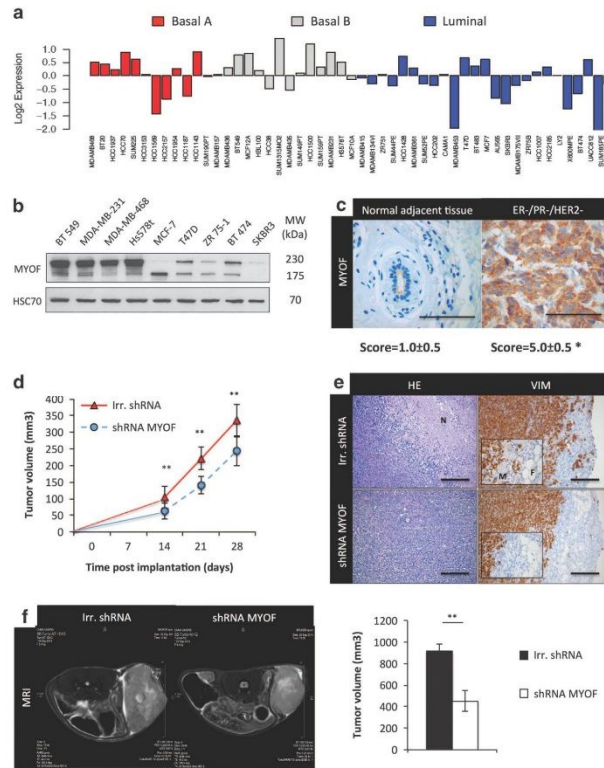 a
Basal A
Basal B
Luminal
Log2 Expression
1.0
0.5
0.0
-0.5
-1.0
-1.5
-2.0
MDAMB468
BT20
HCC1937
HCC70
SUM225
HCC3153
HCC1569
HCC2157
HCC1954
HCC1187
HCC1143
SUM190PT
SUM157
MDAMB436
BT549
MCF12A
HBL100
HCC38
SUM1315MO2
MDAMB435
SUM149PT
HCC1500
SUM159PT
MDAMB231
HS578T
MCF10A
MDAMB415
MDAMB134VI
ZR751
SUM44PE
HCC1428
MDAMB361
SUM52PE
HCC202
CAMA1
MDAMB453
T47D
BT483
MCF7
AU565
SKBR3
MDAMB175VII
ZR75B
HCC1007
HCC2185
LY2
X600MPE
BT474
UACC812
SUM185PE
b
BT 549
MDA-MB-231
MDA-MB-468
HsS78t
MCF-7
T47D
ZR 75-1
BT 474
SKBR3
MW
(kDa)
MYOF
230
175
HSC70
70
c
Normal adjacent tissue
ER-/PR-/HER2-
MYOF
Score=1.0±0.5
Score=5.0±0.5 *
d
Tumor volume (mm3)
400
350
300
250
200
150
100
50
0
Irr. shRNA
shRNA MYOF
**
**
**
0 7 14 21 28
Time post implantation (days)
e
HE
VIM
Irr. shRNA
N
M
F
shRNA MYOF
f
Irr. shRNA
shRNA MYOF
MRI
Tumor volume (mm3)
1200
1000
800
600
400
200
0
**
Irr. shRNA
shRNA MYOF